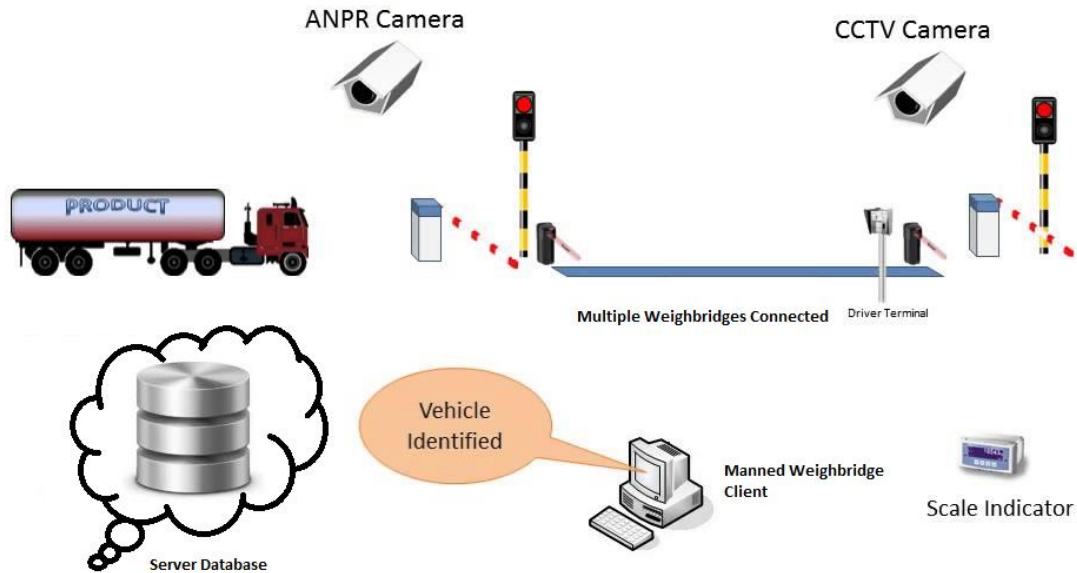 ANPR Camera
CCTV Camera
PRODUCT
Multiple Weighbridges Connected
Driver Terminal
Vehicle
Identified
Manned Weighbridge
Client
Scale Indicator
Server Database